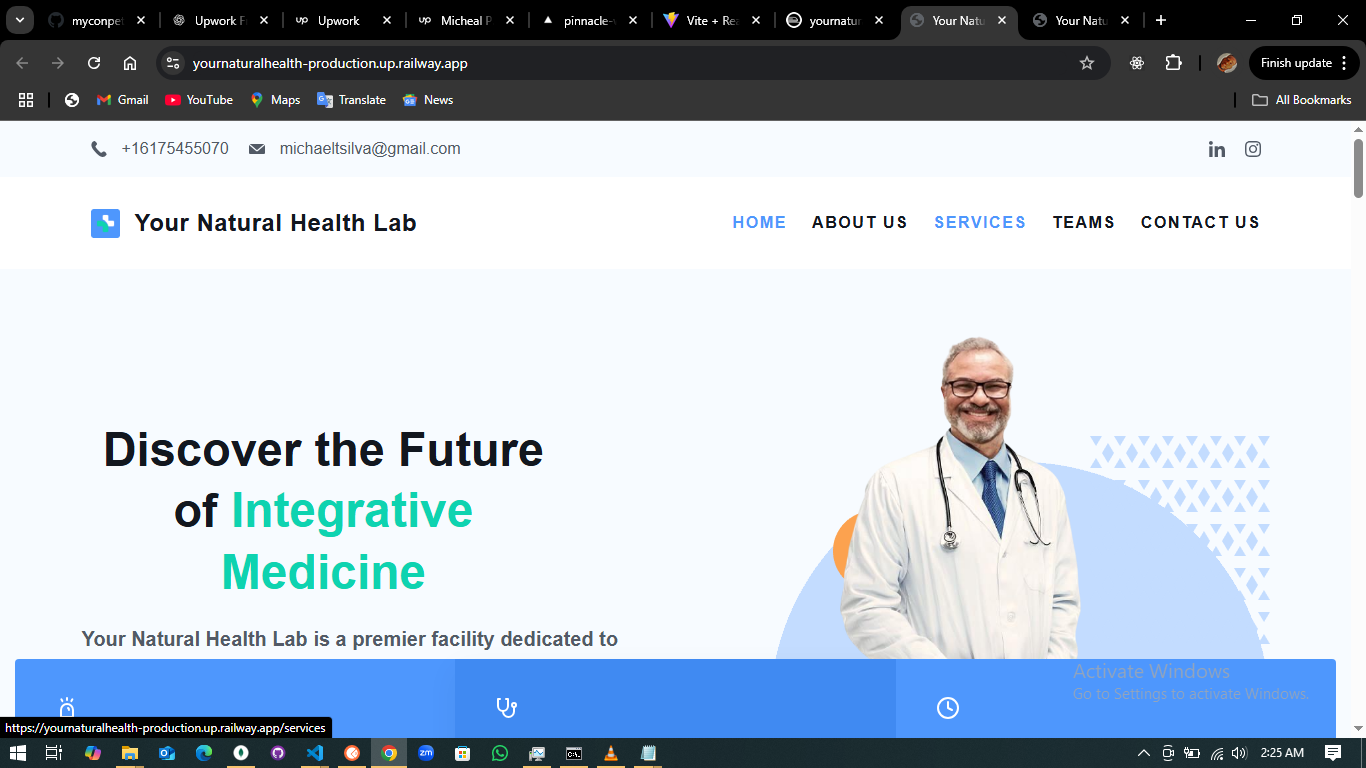 myconpet
Upwork Fr
Upwork
Micheal P
pinnacle-v
Vite + Rea
yournatur
Your Natu
Your Natu
yournaturalhealth-production.up.railway.app
Finish update
Gmail
YouTube
Maps
Translate
News
All Bookmarks
+16175455070
michaeltsilva@gmail.com
Your Natural Health Lab
HOME ABOUT US SERVICES TEAMS CONTACT US
Discover the Future
of Integrative
Medicine
Your Natural Health Lab is a premier facility dedicated to
Activate Windows
Go to Settings to activate Windows.
https://yournaturalhealth-production.up.railway.app/services
2:25 AM